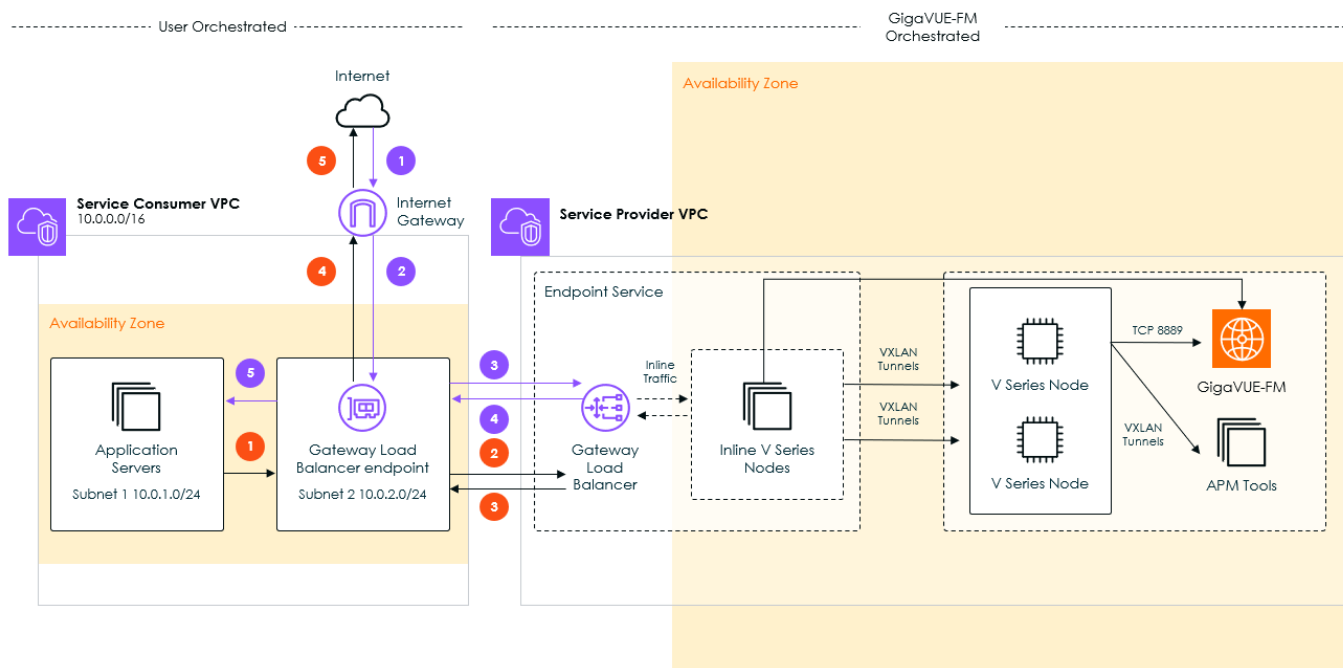 User Orchestrated
GigaVUE-FM
Orchestrated
Internet
Availability Zone
5
1
Service Consumer VPC
10.0.0.0/16
Internet
Gateway
Service Provider VPC
4
2
Endpoint Service
Availability Zone
5
3
4
Inline
Traffic
VXLAN
Tunnels
V Series Node
TCP 8889
GigaVUE-FM
1
Application
Servers
Subnet 1 10.0.1.0/24
Gateway Load
Balancer endpoint
Subnet 2 10.0.2.0/24
2
3
Gateway
Load
Balancer
Inline V Series
Nodes
VXLAN
Tunnels
V Series Node
VXLAN
Tunnels
APM Tools